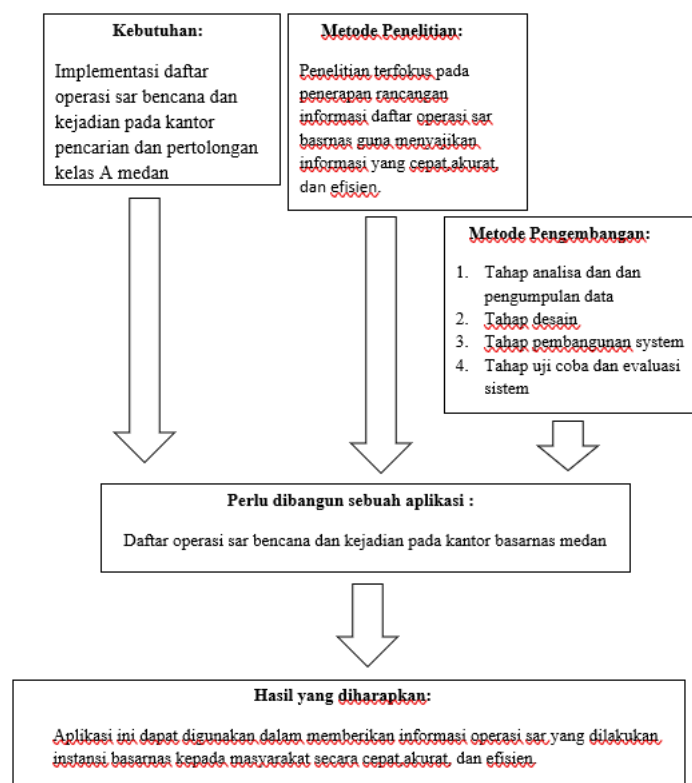 Kebutuhan:
Implementasi daftar
operasi sar bencana dan
kejadian pada kantor
pencarian dan pertolongan
kelas A medan
Metode Penelitian:
Penelitian terfokus pada
penerapan rancangan
informasi daftar operasi sar
basrnas guna menyajikan
informasi yang cepat,akurat,
dan efisien.
Metode Pengembangan:
1. Tahap analisa dan dan
pengumpulan data
2. Tahap desain
3. Tahap pembangunan system
4. Tahap uji coba dan evaluasi
sistem
Perlu dibangun sebuah aplikasi :
Daftar operasi sar bencana dan kejadian pada kantor basarnas medan
Hasil yang diharapkan:
Aplikasi ini dapat digunakan dalam memberikan informasi operasi sar yang dilakukan
instansi basarnas kepada masyarakat secara cepat,akurat, dan efisien